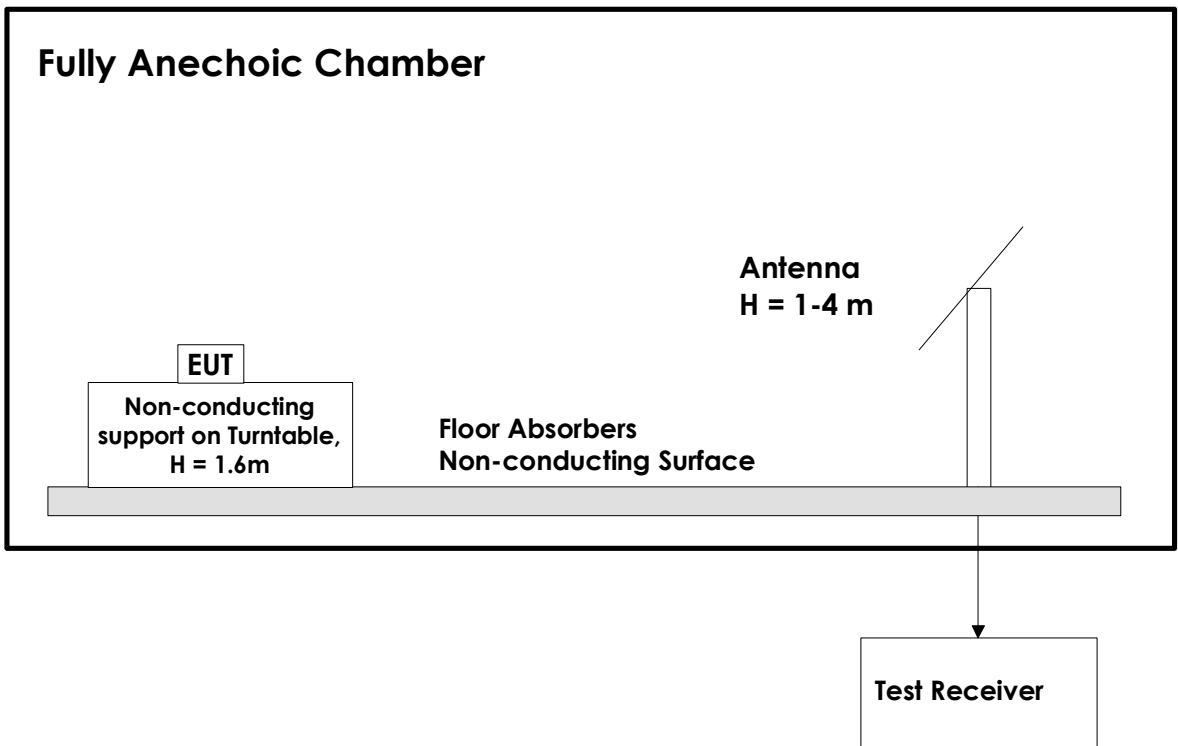 Fully Anechoic Chamber
Antenna
H = 1-4 m
EUT
Non-conducting
support on Turntable,
H = 1.6m
Floor Absorbers
Non-conducting Surface
Test Receiver